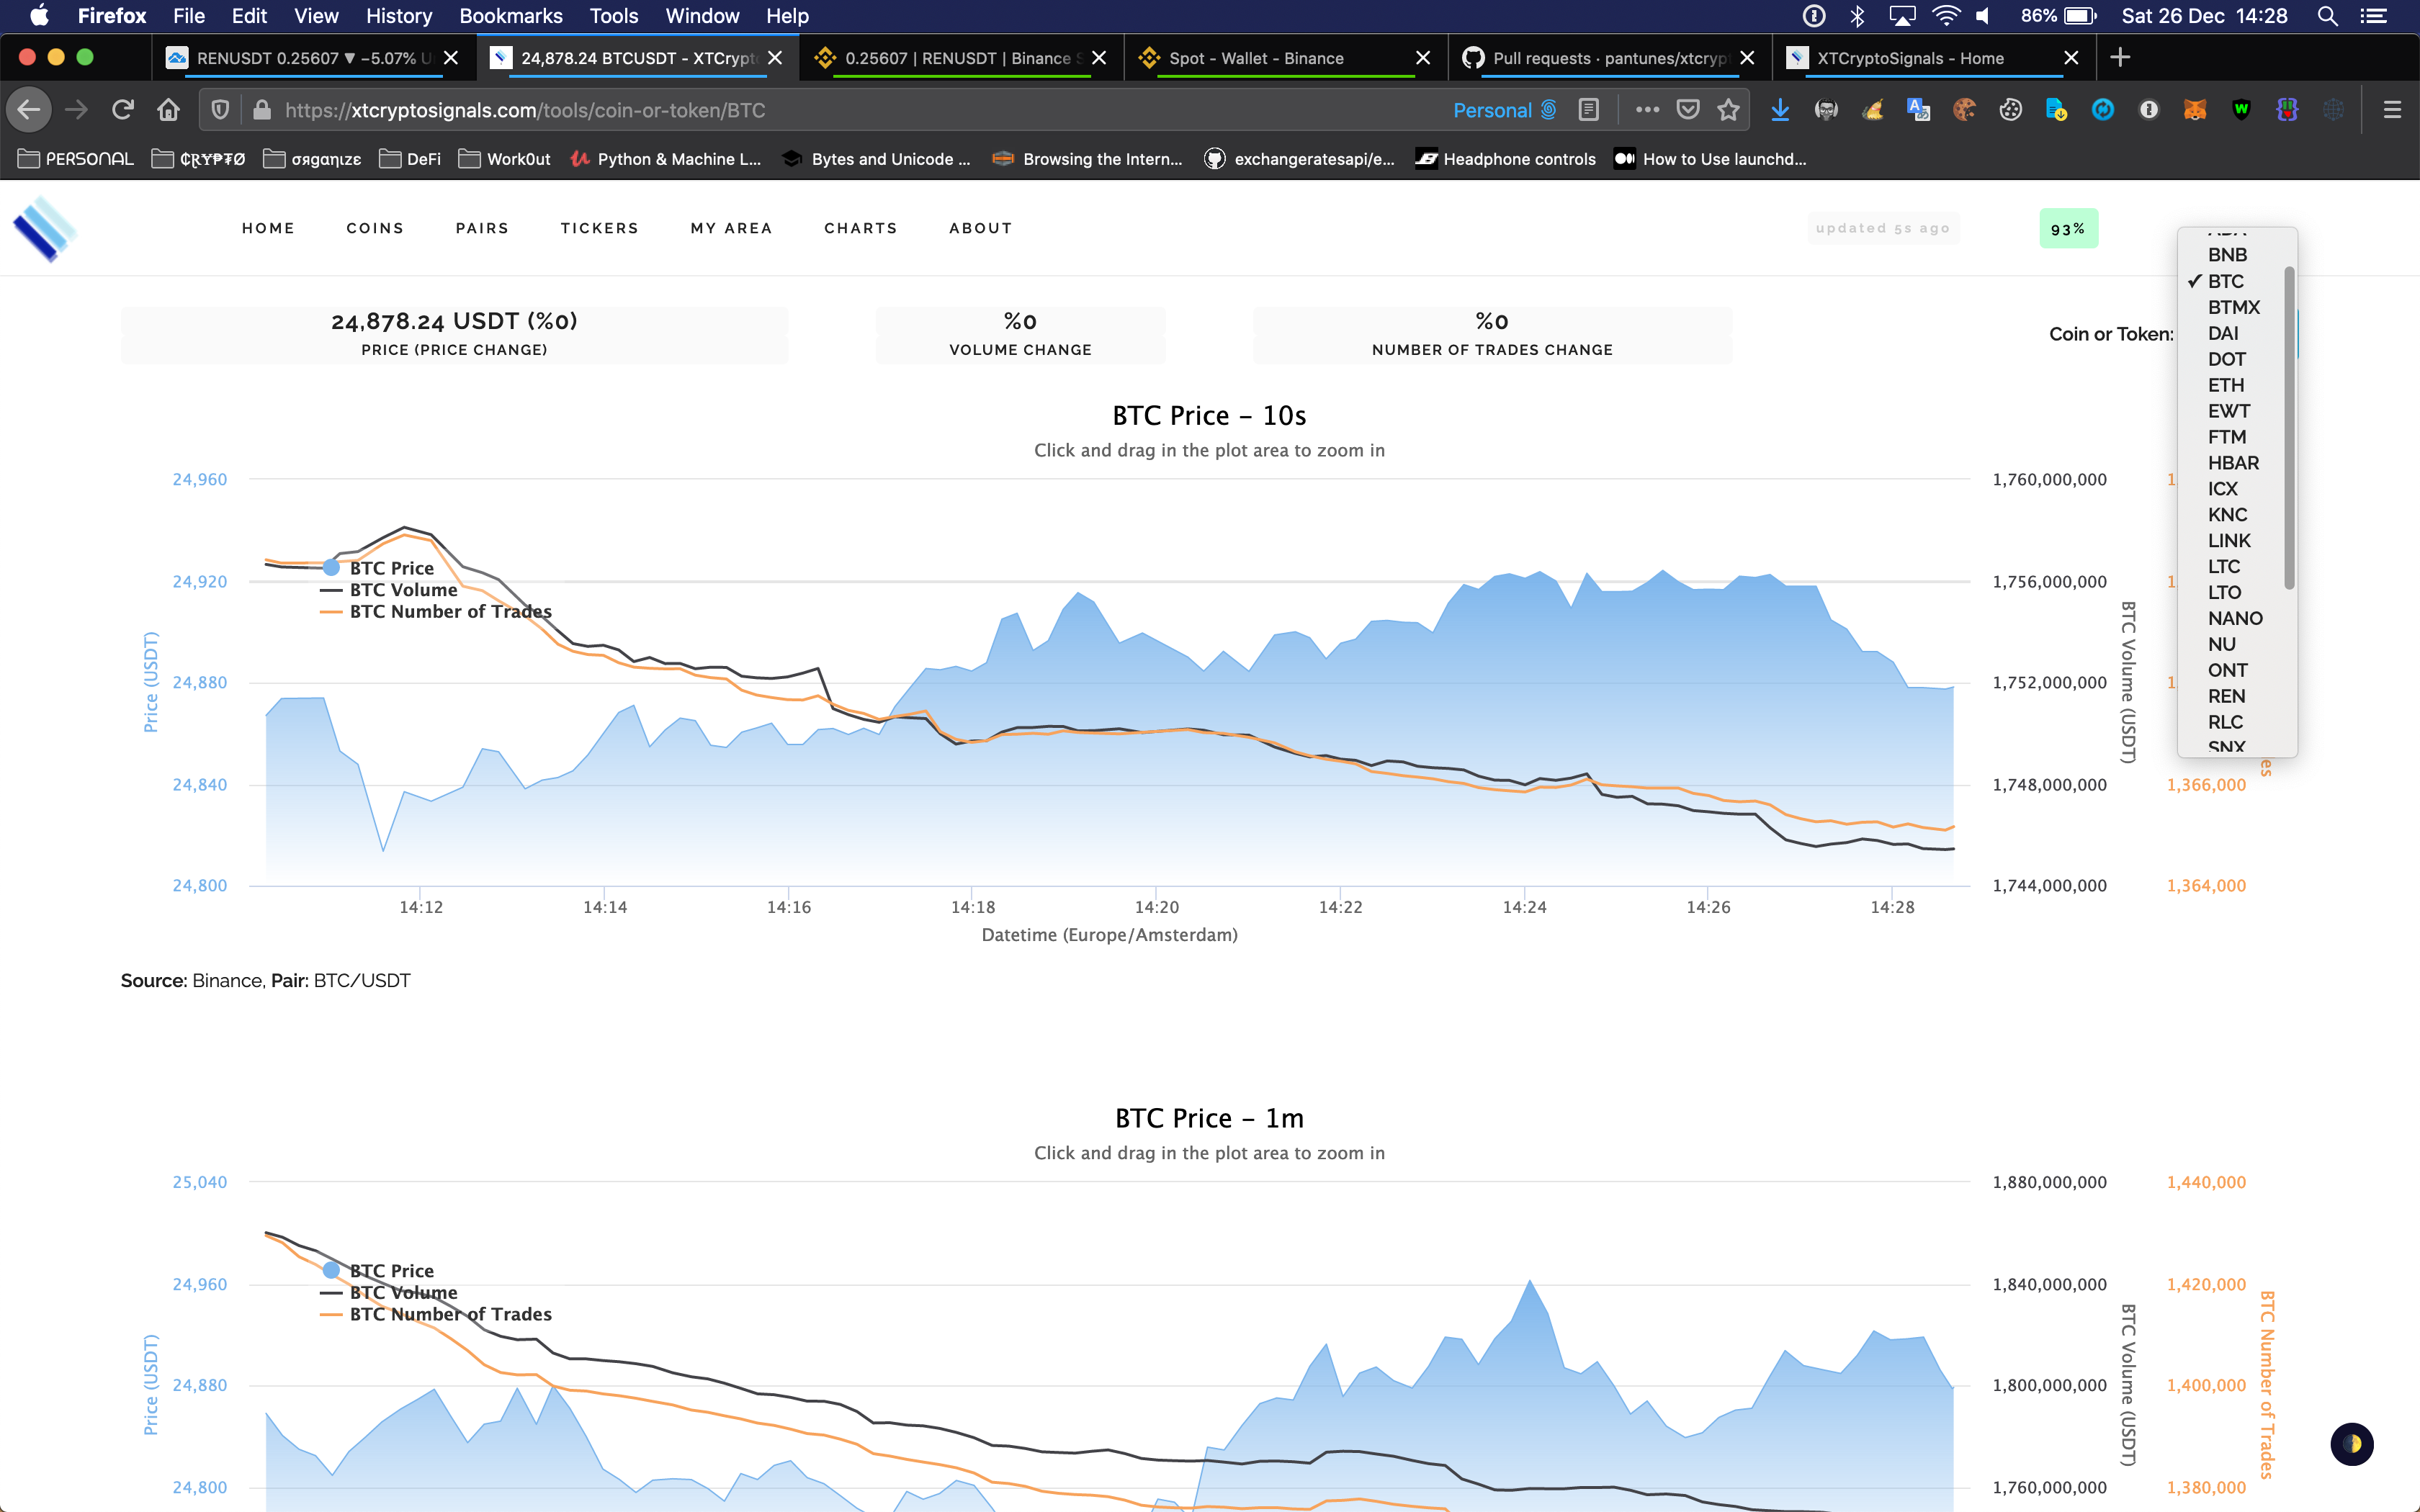 Firefox File Edit View History Bookmarks Tools Window Help 86% Sat 26 Dec 14:28
RENUSDT 0.25607 ▼ −5.07% U
24,878.24 BTCUSDT - XTCrypt
0.25607 | RENUSDT | Binance S
Spot - Wallet - Binance
Pull requests · pantunes/xtcryp
XTCryptoSignals - Home
https://xtcryptosignals.com/tools/coin-or-token/BTC
Personal
PERSONAL ₵ⱤɎ₱₮Ø σяgαηιzε DeFi Work0ut Python & Machine L... Bytes and Unicode ... Browsing the Intern... exchangeratesapi/e... Headphone controls How to Use launchd...
HOME COINS PAIRS TICKERS MY AREA CHARTS ABOUT
updated 5s ago
93%
24,878.24 USDT (%0)
PRICE (PRICE CHANGE)
%0
VOLUME CHANGE
%0
NUMBER OF TRADES CHANGE
Coin or Token:
BNB
✓ BTC
BTMX
DAI
DOT
ETH
EWT
FTM
HBAR
ICX
KNC
LINK
LTC
LTO
NANO
NU
ONT
REN
RLC
SNX
BTC Price – 10s
Click and drag in the plot area to zoom in
24,960
24,920
24,880
24,840
24,800
Price (USDT)
BTC Price
BTC Volume
BTC Number of Trades
1,760,000,000
1,756,000,000
1,752,000,000
1,748,000,000
1,744,000,000
BTC Volume (USDT)
1,366,000
1,364,000
14:12 14:14 14:16 14:18 14:20 14:22 14:24 14:26 14:28
Datetime (Europe/Amsterdam)
Source: Binance, Pair: BTC/USDT
BTC Price – 1m
Click and drag in the plot area to zoom in
25,040
24,960
24,880
24,800
Price (USDT)
BTC Price
BTC Volume
BTC Number of Trades
1,880,000,000
1,840,000,000
1,800,000,000
1,760,000,000
BTC Volume (USDT)
1,440,000
1,420,000
1,400,000
1,380,000
BTC Number of Trades